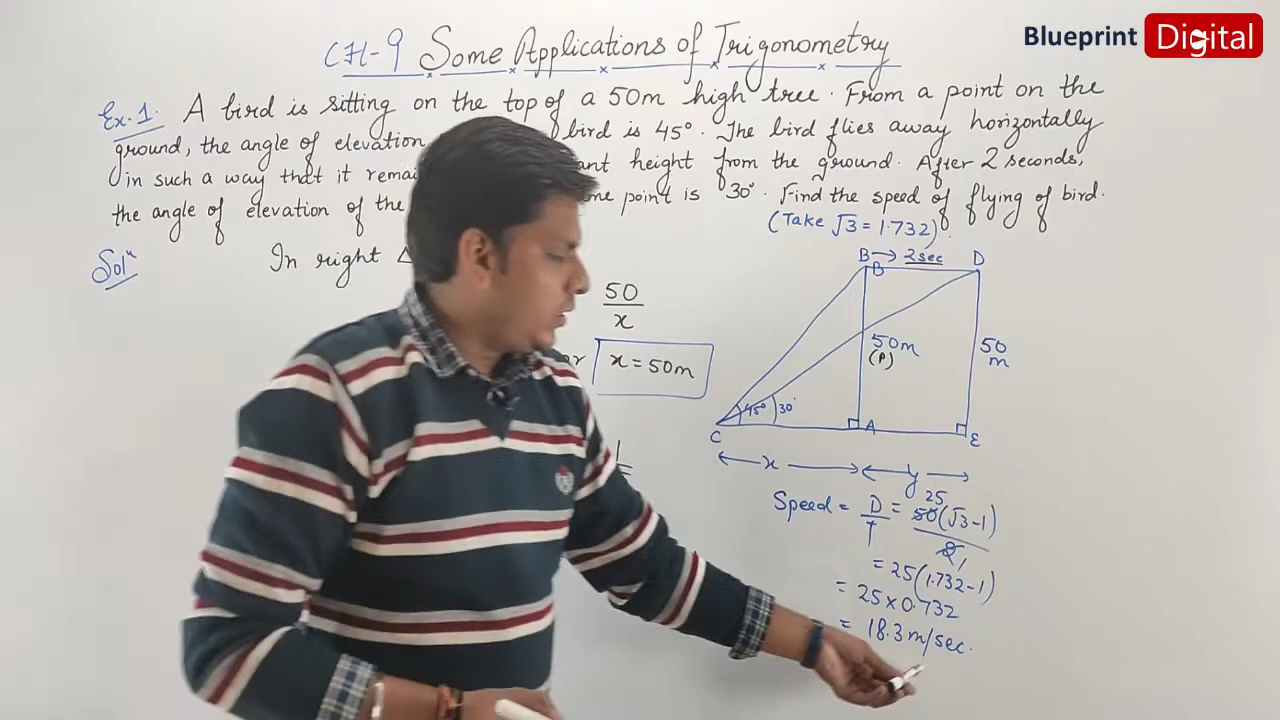 Blueprint Digital
CH-9 Some Applications of Trigonometry
Ex.1. A bird is sitting on the top of a 50m high tree. From a point on the
ground, the angle of elevation bird is 45°. The bird flies away horizontally
in such a way that it remai ant height from the ground. After 2 seconds,
the angle of elevation of the me point is 30°. Find the speed of flying of bird.
(Take √3 = 1.732).
Solⁿ
In right △
50
x
or x = 50m
1
B → 2sec D
B
50m
(P)
50
m
45° 30°
C A E
x y
Speed = D/T = 50(√3-1)/2
25
1
= 25(1.732-1)
= 25×0.732
= 18.3 m/sec.